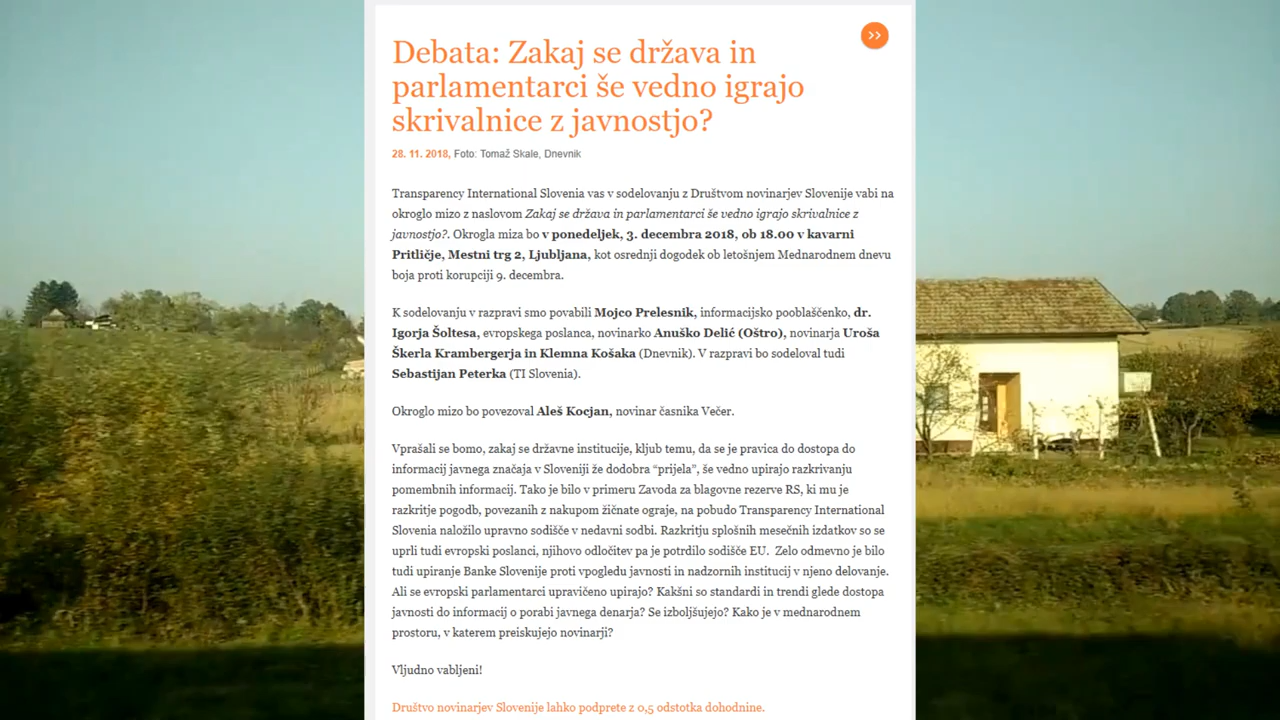 >>
Debata: Zakaj se država in
parlamentarci še vedno igrajo
skrivalnice z javnostjo?
28. 11. 2018, Foto: Tomaž Skale, Dnevnik
Transparency International Slovenia vas v sodelovanju z Društvom novinarjev Slovenije vabi na
okroglo mizo z naslovom Zakaj se država in parlamentarci še vedno igrajo skrivalnice z
javnostjo?. Okrogla miza bo v ponedeljek, 3. decembra 2018, ob 18.00 v kavarni
Pritličje, Mestni trg 2, Ljubljana, kot osrednji dogodek ob letošnjem Mednarodnem dnevu
boja proti korupciji 9. decembra.
K sodelovanju v razpravi smo povabili Mojco Prelesnik, informacijsko pooblaščenko, dr.
Igorja Šoltesa, evropskega poslanca, novinarko Anuško Delić (Oštro), novinarja Uroša
Škerla Krambergerja in Klemna Košaka (Dnevnik). V razpravi bo sodeloval tudi
Sebastijan Peterka (TI Slovenia).
Okroglo mizo bo povezoval Aleš Kocjan, novinar časnika Večer.
Vprašali se bomo, zakaj se državne institucije, kljub temu, da se je pravica do dostopa do
informacij javnega značaja v Sloveniji že dodobra “prijela”, še vedno upirajo razkrivanju
pomembnih informacij. Tako je bilo v primeru Zavoda za blagovne rezerve RS, ki mu je
razkritje pogodb, povezanih z nakupom žičnate ograje, na pobudo Transparency International
Slovenia naložilo upravno sodišče v nedavni sodbi. Razkritju splošnih mesečnih izdatkov so se
uprli tudi evropski poslanci, njihovo odločitev pa je potrdilo sodišče EU. Zelo odmevno je bilo
tudi upiranje Banke Slovenije proti vpogledu javnosti in nadzornih institucij v njeno delovanje.
Ali se evropski parlamentarci upravičeno upirajo? Kakšni so standardi in trendi glede dostopa
javnosti do informacij o porabi javnega denarja? Se izboljšujejo? Kako je v mednarodnem
prostoru, v katerem preiskujejo novinarji?
Vljudno vabljeni!
Društvo novinarjev Slovenije lahko podprete z 0,5 odstotka dohodnine.